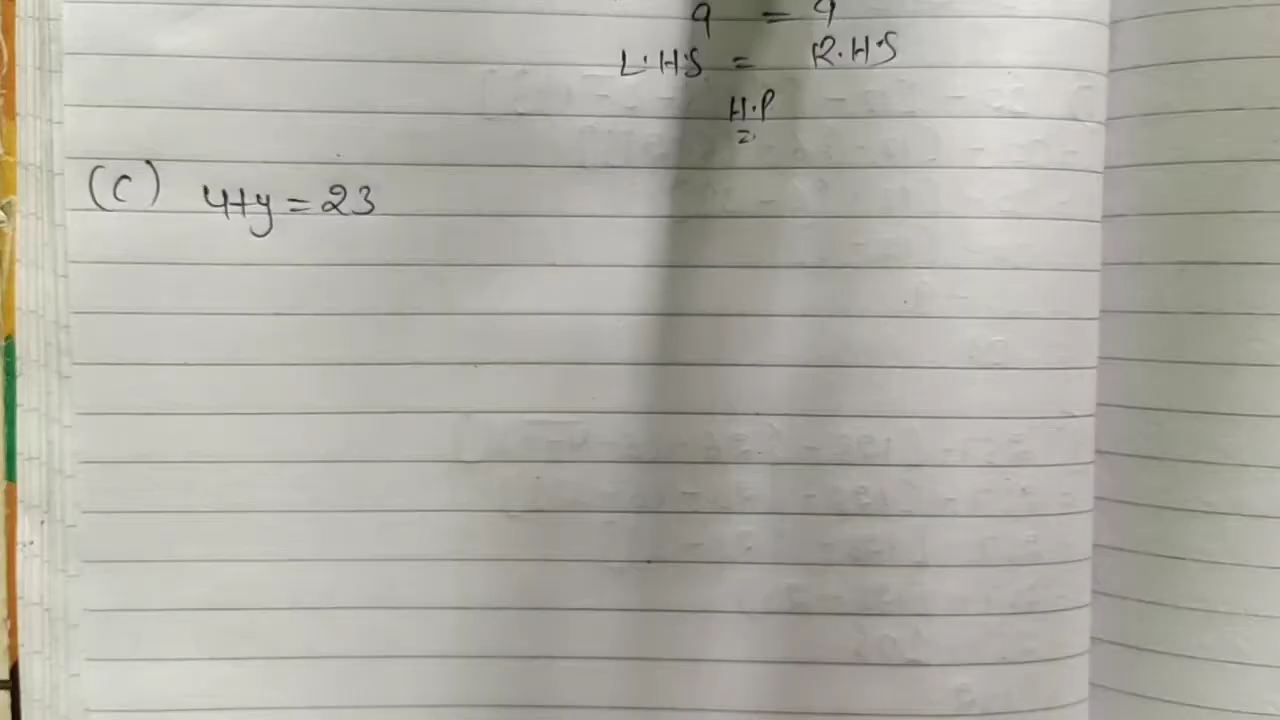 9 = 9
L.H.S = R.H.S
H.P
(C) 4+y=23